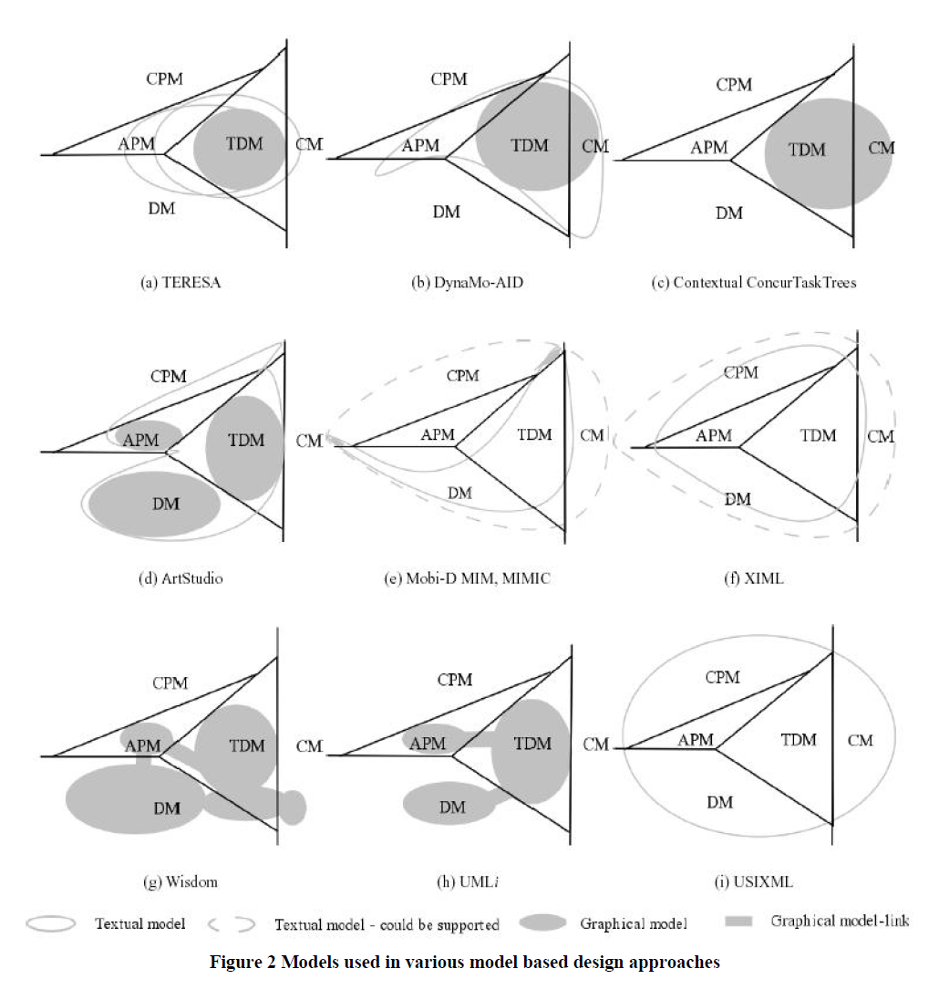 CPM
APM
TDM
CM
DM
(a) TERESA
CPM
APM
TDM
CM
DM
(b) DynaMo-AID
CPM
APM
TDM
CM
DM
(c) Contextual ConcurTaskTrees
CPM
APM
TDM
CM
DM
(d) ArtStudio
CPM
APM
TDM
CM
DM
(e) Mobi-D MIM, MIMIC
CPM
APM
TDM
CM
DM
(f) XIML
CPM
APM
TDM
CM
DM
(g) Wisdom
CPM
APM
TDM
CM
DM
(h) UMLi
CPM
APM
TDM
CM
DM
(i) USIXML
Textual model
Textual model - could be supported
Graphical model
Graphical model-link
Figure 2 Models used in various model based design approaches